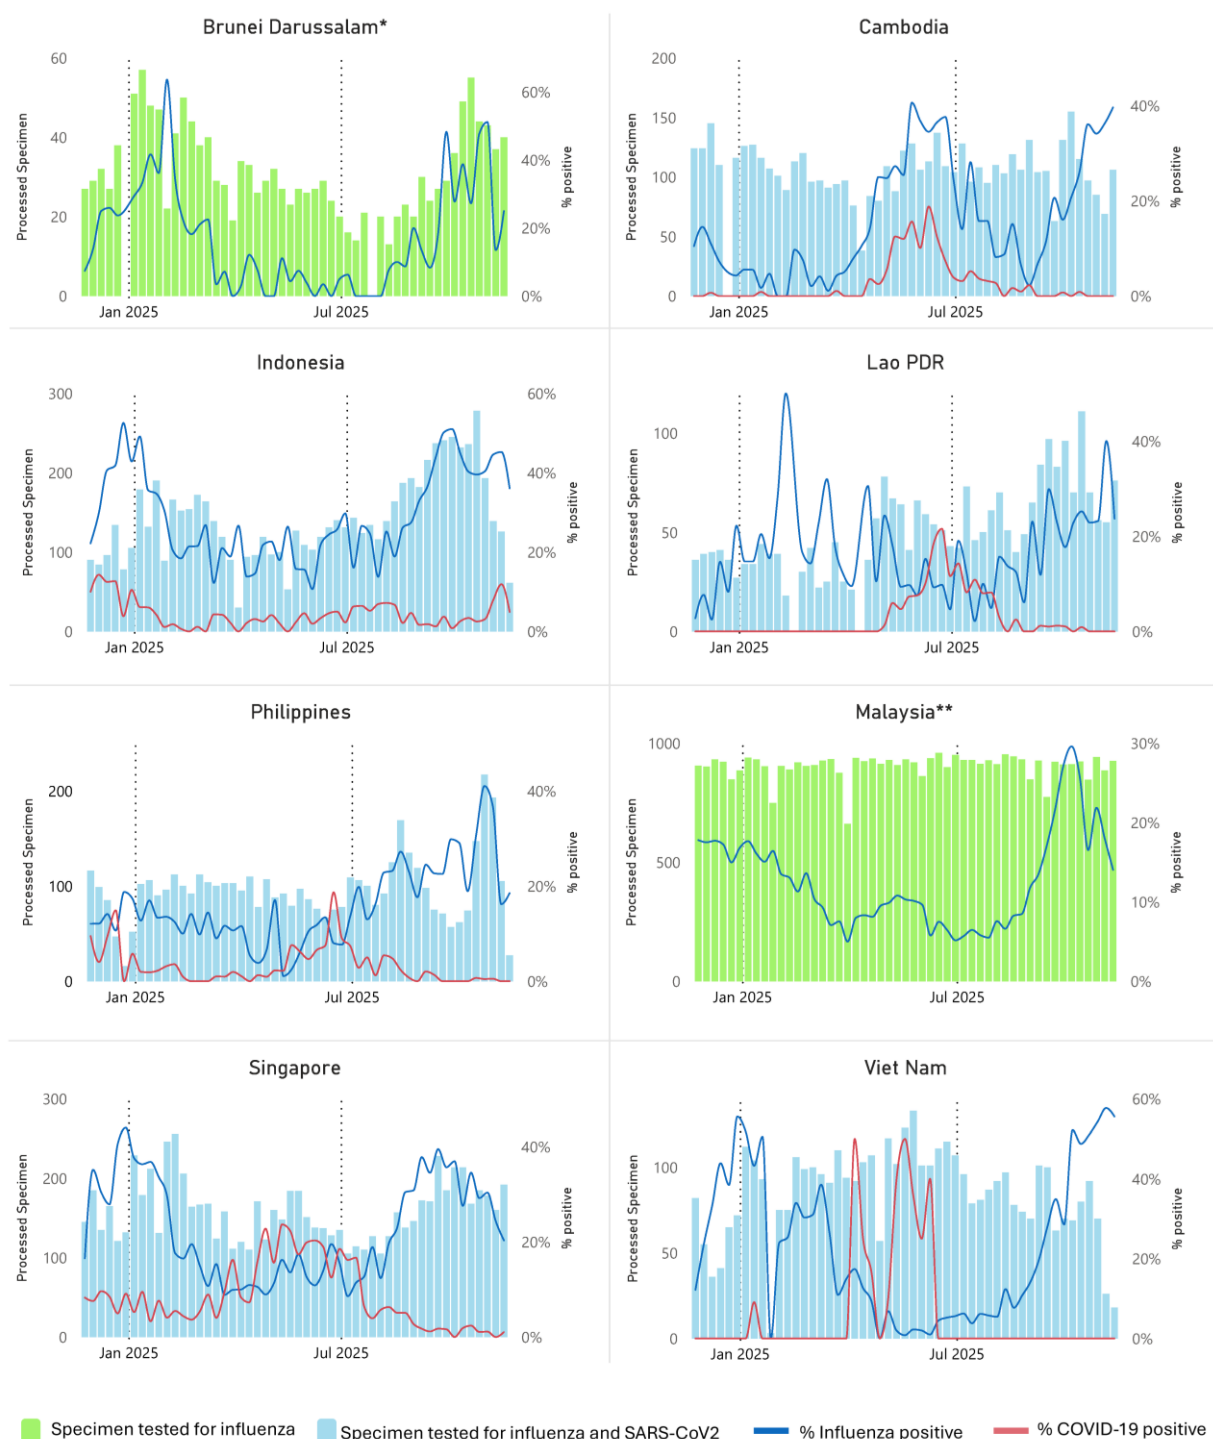 Brunei Darussalam*
60
40
20
0
Processed Specimen
60%
40%
20%
0%
% positive
Jan 2025
Jul 2025
Cambodia
200
150
100
50
0
Processed Specimen
40%
20%
0%
% positive
Jan 2025
Jul 2025
Indonesia
300
200
100
0
Processed Specimen
60%
40%
20%
0%
% positive
Jan 2025
Jul 2025
Lao PDR
100
50
0
Processed Specimen
40%
20%
0%
% positive
Jan 2025
Jul 2025
Philippines
200
100
0
Processed Specimen
40%
20%
0%
% positive
Jan 2025
Jul 2025
Malaysia**
1000
500
0
Processed Specimen
30%
20%
10%
0%
% positive
Jan 2025
Jul 2025
Singapore
300
200
100
0
Processed Specimen
40%
20%
0%
% positive
Jan 2025
Jul 2025
Viet Nam
100
50
0
Processed Specimen
60%
40%
20%
0%
% positive
Jan 2025
Jul 2025
Specimen tested for influenza
Specimen tested for influenza and SARS-CoV2
% Influenza positive
% COVID-19 positive